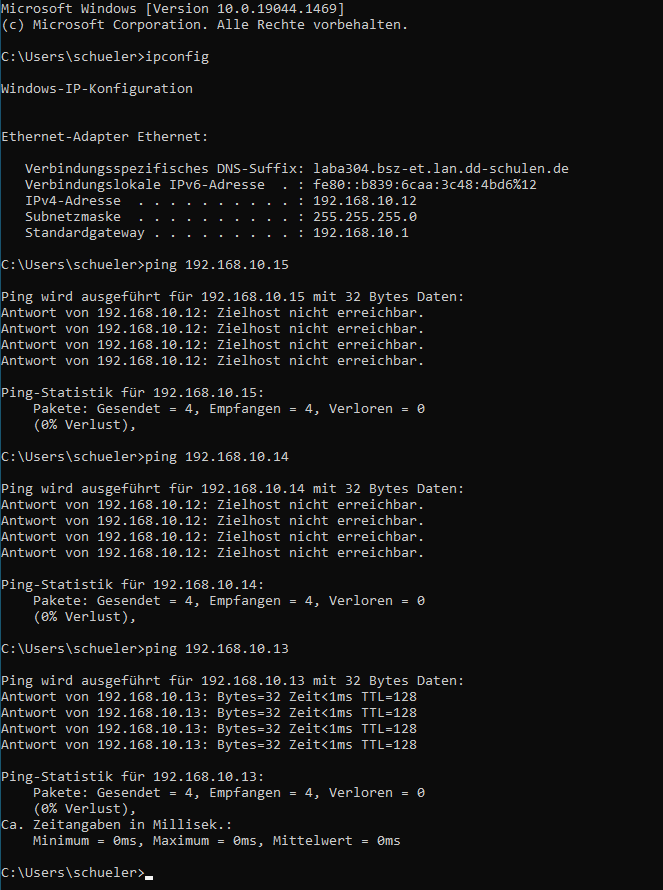 Microsoft Windows [Version 10.0.19044.1469]
(c) Microsoft Corporation. Alle Rechte vorbehalten.
C:\Users\schueler>ipconfig
Windows-IP-Konfiguration
Ethernet-Adapter Ethernet:
Verbindungsspezifisches DNS-Suffix: laba304.bsz-et.lan.dd-schulen.de
Verbindungslokale IPv6-Adresse  . : fe80::b839:6caa:3c48:4bd6%12
IPv4-Adresse  . . . . . . . . . . : 192.168.10.12
Subnetzmaske  . . . . . . . . . . : 255.255.255.0
Standardgateway . . . . . . . . . : 192.168.10.1
C:\Users\schueler>ping 192.168.10.15
Ping wird ausgeführt für 192.168.10.15 mit 32 Bytes Daten:
Antwort von 192.168.10.12: Zielhost nicht erreichbar.
Antwort von 192.168.10.12: Zielhost nicht erreichbar.
Antwort von 192.168.10.12: Zielhost nicht erreichbar.
Antwort von 192.168.10.12: Zielhost nicht erreichbar.
Ping-Statistik für 192.168.10.15:
Pakete: Gesendet = 4, Empfangen = 4, Verloren = 0
(0% Verlust),
C:\Users\schueler>ping 192.168.10.14
Ping wird ausgeführt für 192.168.10.14 mit 32 Bytes Daten:
Antwort von 192.168.10.12: Zielhost nicht erreichbar.
Antwort von 192.168.10.12: Zielhost nicht erreichbar.
Antwort von 192.168.10.12: Zielhost nicht erreichbar.
Antwort von 192.168.10.12: Zielhost nicht erreichbar.
Ping-Statistik für 192.168.10.14:
Pakete: Gesendet = 4, Empfangen = 4, Verloren = 0
(0% Verlust),
C:\Users\schueler>ping 192.168.10.13
Ping wird ausgeführt für 192.168.10.13 mit 32 Bytes Daten:
Antwort von 192.168.10.13: Bytes=32 Zeit<1ms TTL=128
Antwort von 192.168.10.13: Bytes=32 Zeit<1ms TTL=128
Antwort von 192.168.10.13: Bytes=32 Zeit<1ms TTL=128
Antwort von 192.168.10.13: Bytes=32 Zeit<1ms TTL=128
Ping-Statistik für 192.168.10.13:
Pakete: Gesendet = 4, Empfangen = 4, Verloren = 0
(0% Verlust),
Ca. Zeitangaben in Millisek.:
Minimum = 0ms, Maximum = 0ms, Mittelwert = 0ms
C:\Users\schueler>